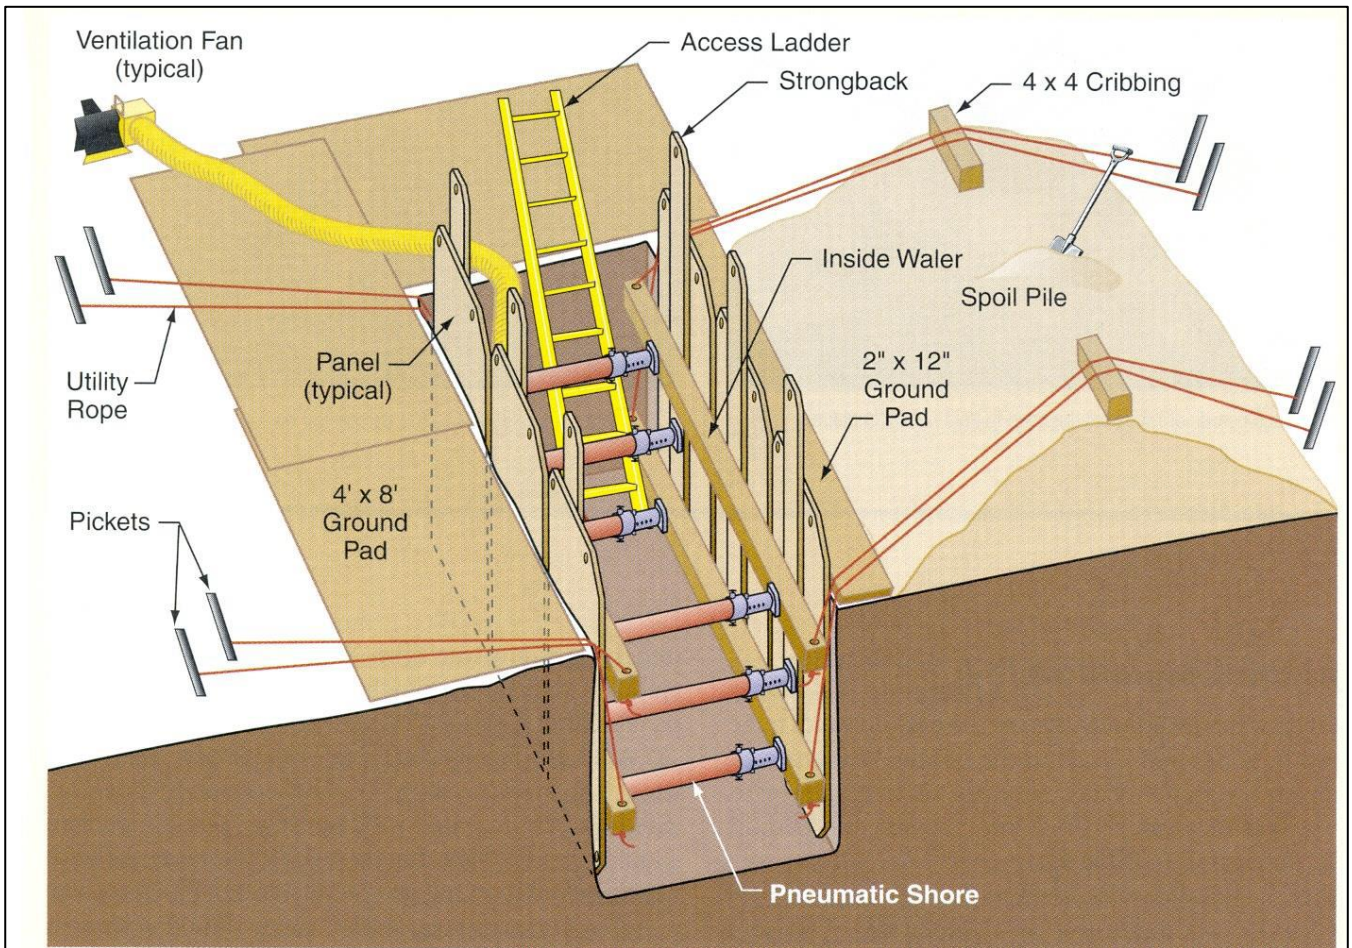 Ventilation Fan
(typical)
Access Ladder
Strongback
4 x 4 Cribbing
Inside Waler
Spoil Pile
Panel
(typical)
2" x 12"
Ground
Pad
Utility
Rope
4' x 8'
Ground
Pad
Pickets
Pneumatic Shore